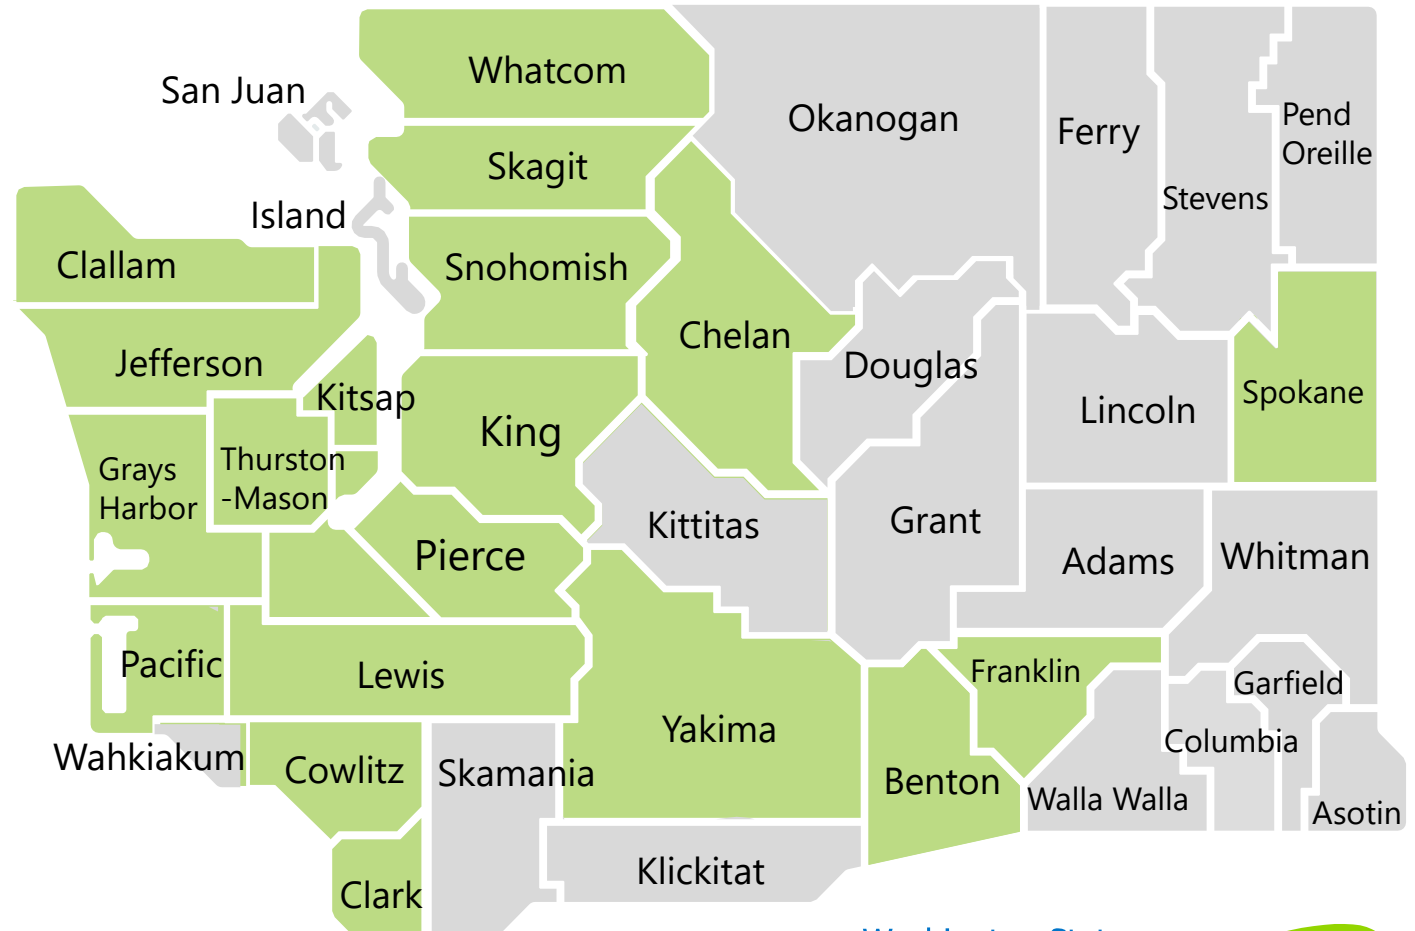 Whatcom
San Juan
Okanogan
Ferry
Pend
Oreille
Skagit
Stevens
Island
Clallam
Snohomish
Chelan
Jefferson
Douglas
Kitsap
Spokane
Lincoln
King
Grays
Harbor
Thurston
-Mason
Kittitas
Grant
Pierce
Adams
Whitman
Pacific
Lewis
Franklin
Garfield
Yakima
Columbia
Wahkiakum
Cowlitz
Skamania
Benton
Walla Walla
Asotin
Klickitat
Clark